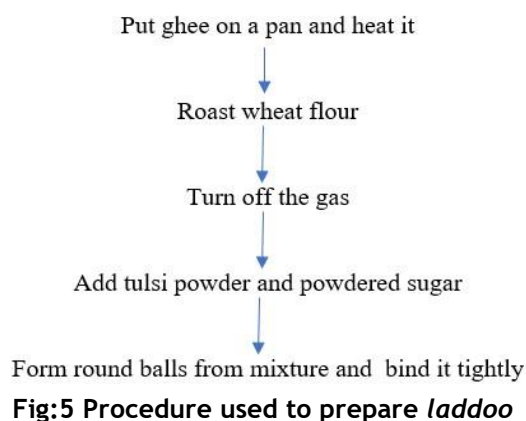 Put ghee on a pan and heat it
Roast wheat flour
Turn off the gas
Add tulsi powder and powdered sugar
Form round balls from mixture and  bind it tightly
Fig:5 Procedure used to prepare laddoo